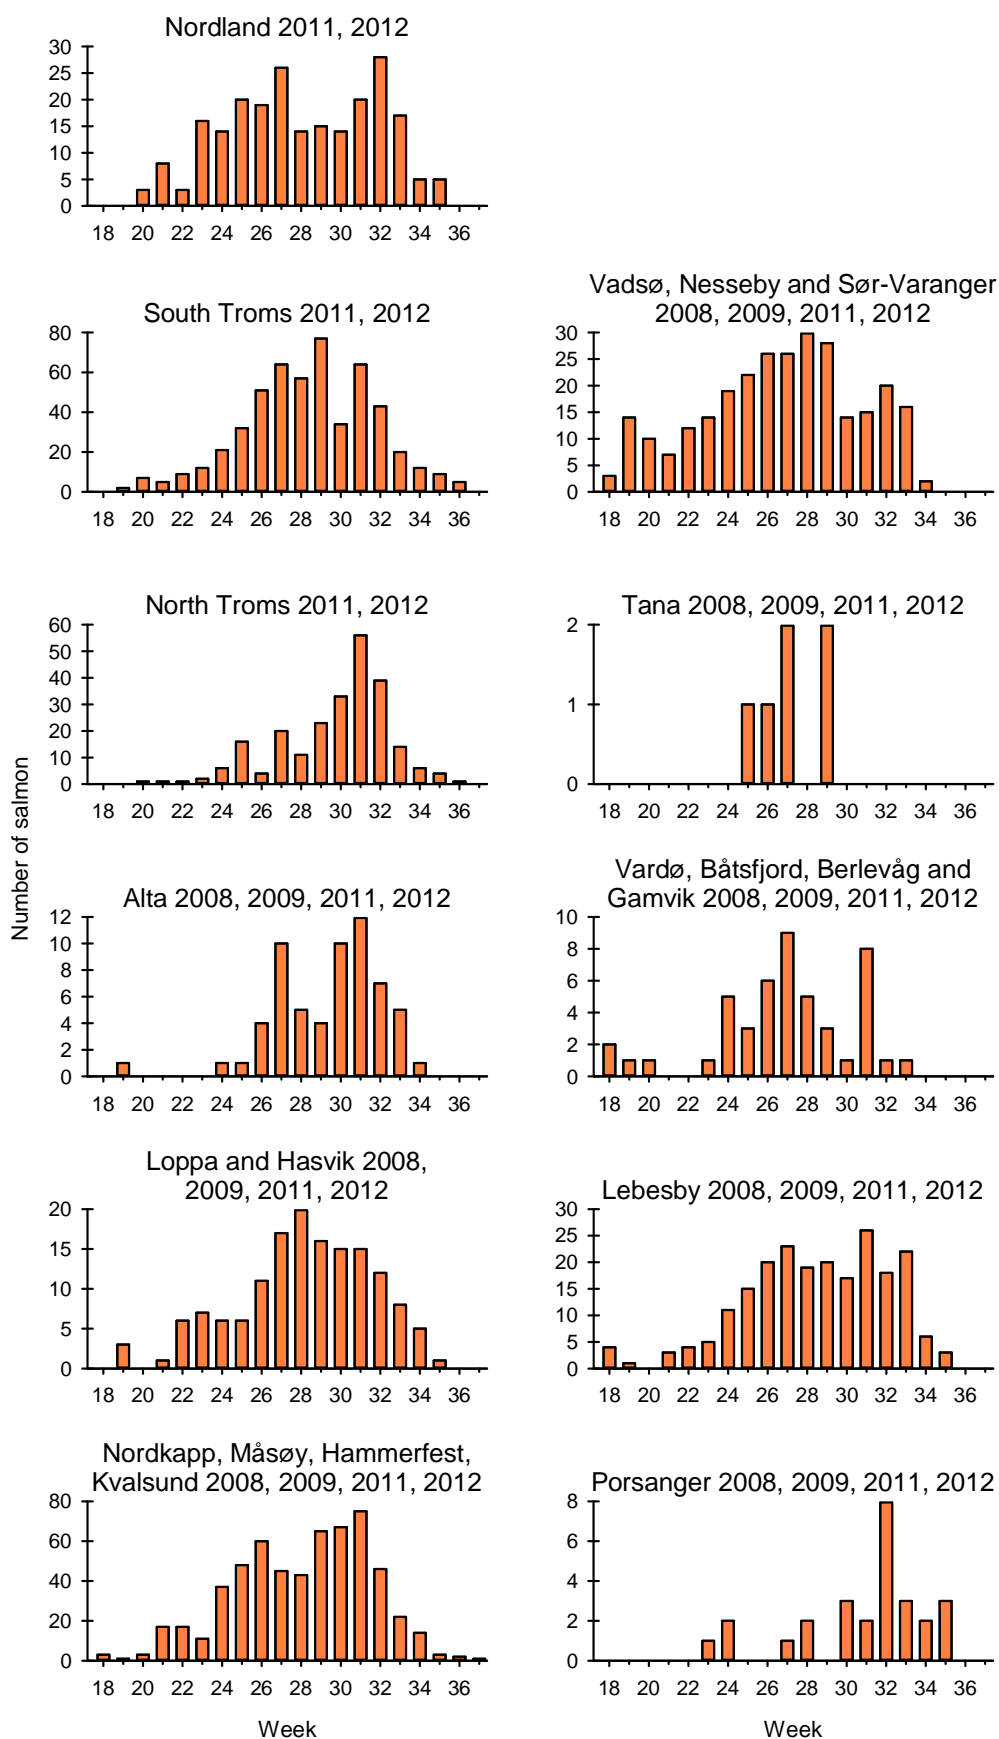 Nordland 2011, 2012
30
25
20
15
10
5
0
18 20 22 24 26 28 30 32 34 36
South Troms 2011, 2012
80
60
40
20
0
18 20 22 24 26 28 30 32 34 36
Vadsø, Nesseby and Sør-Varanger
2008, 2009, 2011, 2012
30
25
20
15
10
5
0
18 20 22 24 26 28 30 32 34 36
North Troms 2011, 2012
60
50
40
30
20
10
0
18 20 22 24 26 28 30 32 34 36
Tana 2008, 2009, 2011, 2012
2
1
0
18 20 22 24 26 28 30 32 34 36
Number of salmon
Alta 2008, 2009, 2011, 2012
12
10
8
6
4
2
0
18 20 22 24 26 28 30 32 34 36
Vardø, Båtsfjord, Berlevåg and
Gamvik 2008, 2009, 2011, 2012
10
8
6
4
2
0
18 20 22 24 26 28 30 32 34 36
Loppa and Hasvik 2008,
2009, 2011, 2012
20
15
10
5
0
18 20 22 24 26 28 30 32 34 36
Lebesby 2008, 2009, 2011, 2012
30
25
20
15
10
5
0
18 20 22 24 26 28 30 32 34 36
Nordkapp, Måsøy, Hammerfest,
Kvalsund 2008, 2009, 2011, 2012
80
60
40
20
0
18 20 22 24 26 28 30 32 34 36
Week
Porsanger 2008, 2009, 2011, 2012
8
6
4
2
0
18 20 22 24 26 28 30 32 34 36
Week